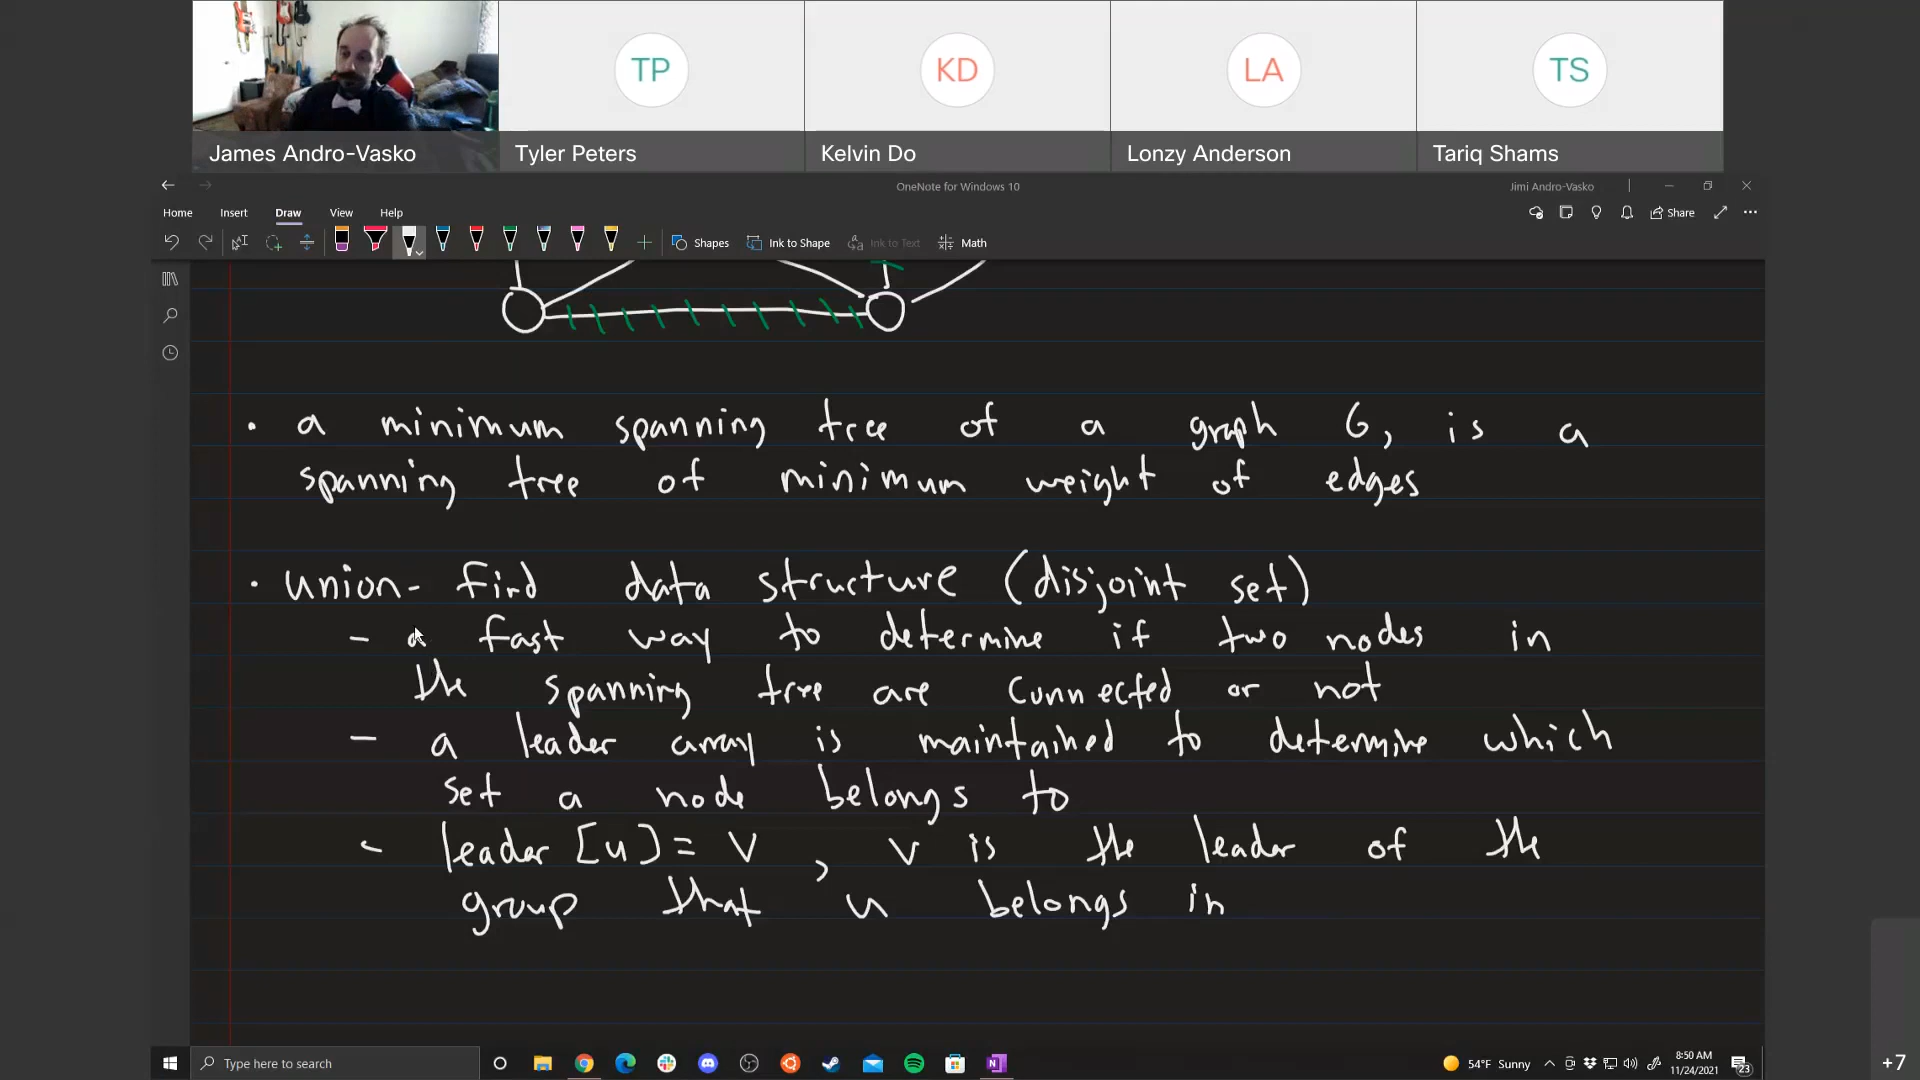 TP
KD
LA
TS
James Andro-Vasko
Tyler Peters
Kelvin Do
Lonzy Anderson
Tariq Shams
OneNote for Windows 10
Jimi Andro-Vasko
Home Insert Draw View Help
Share
Shapes
Ink to Shape
Ink to Text
Math
• a minimum spanning tree of a graph G, is a
spanning tree of minimum weight of edges
• union-find data structure (disjoint set)
- a fast way to determine if two nodes in
the spanning tree are connected or not
- a leader array is maintained to determine which
set a node belongs to
- leader [u] = v, v is the leader of the
group that u belongs in
Type here to search
54°F Sunny
8:50 AM
11/24/2021
23
+7